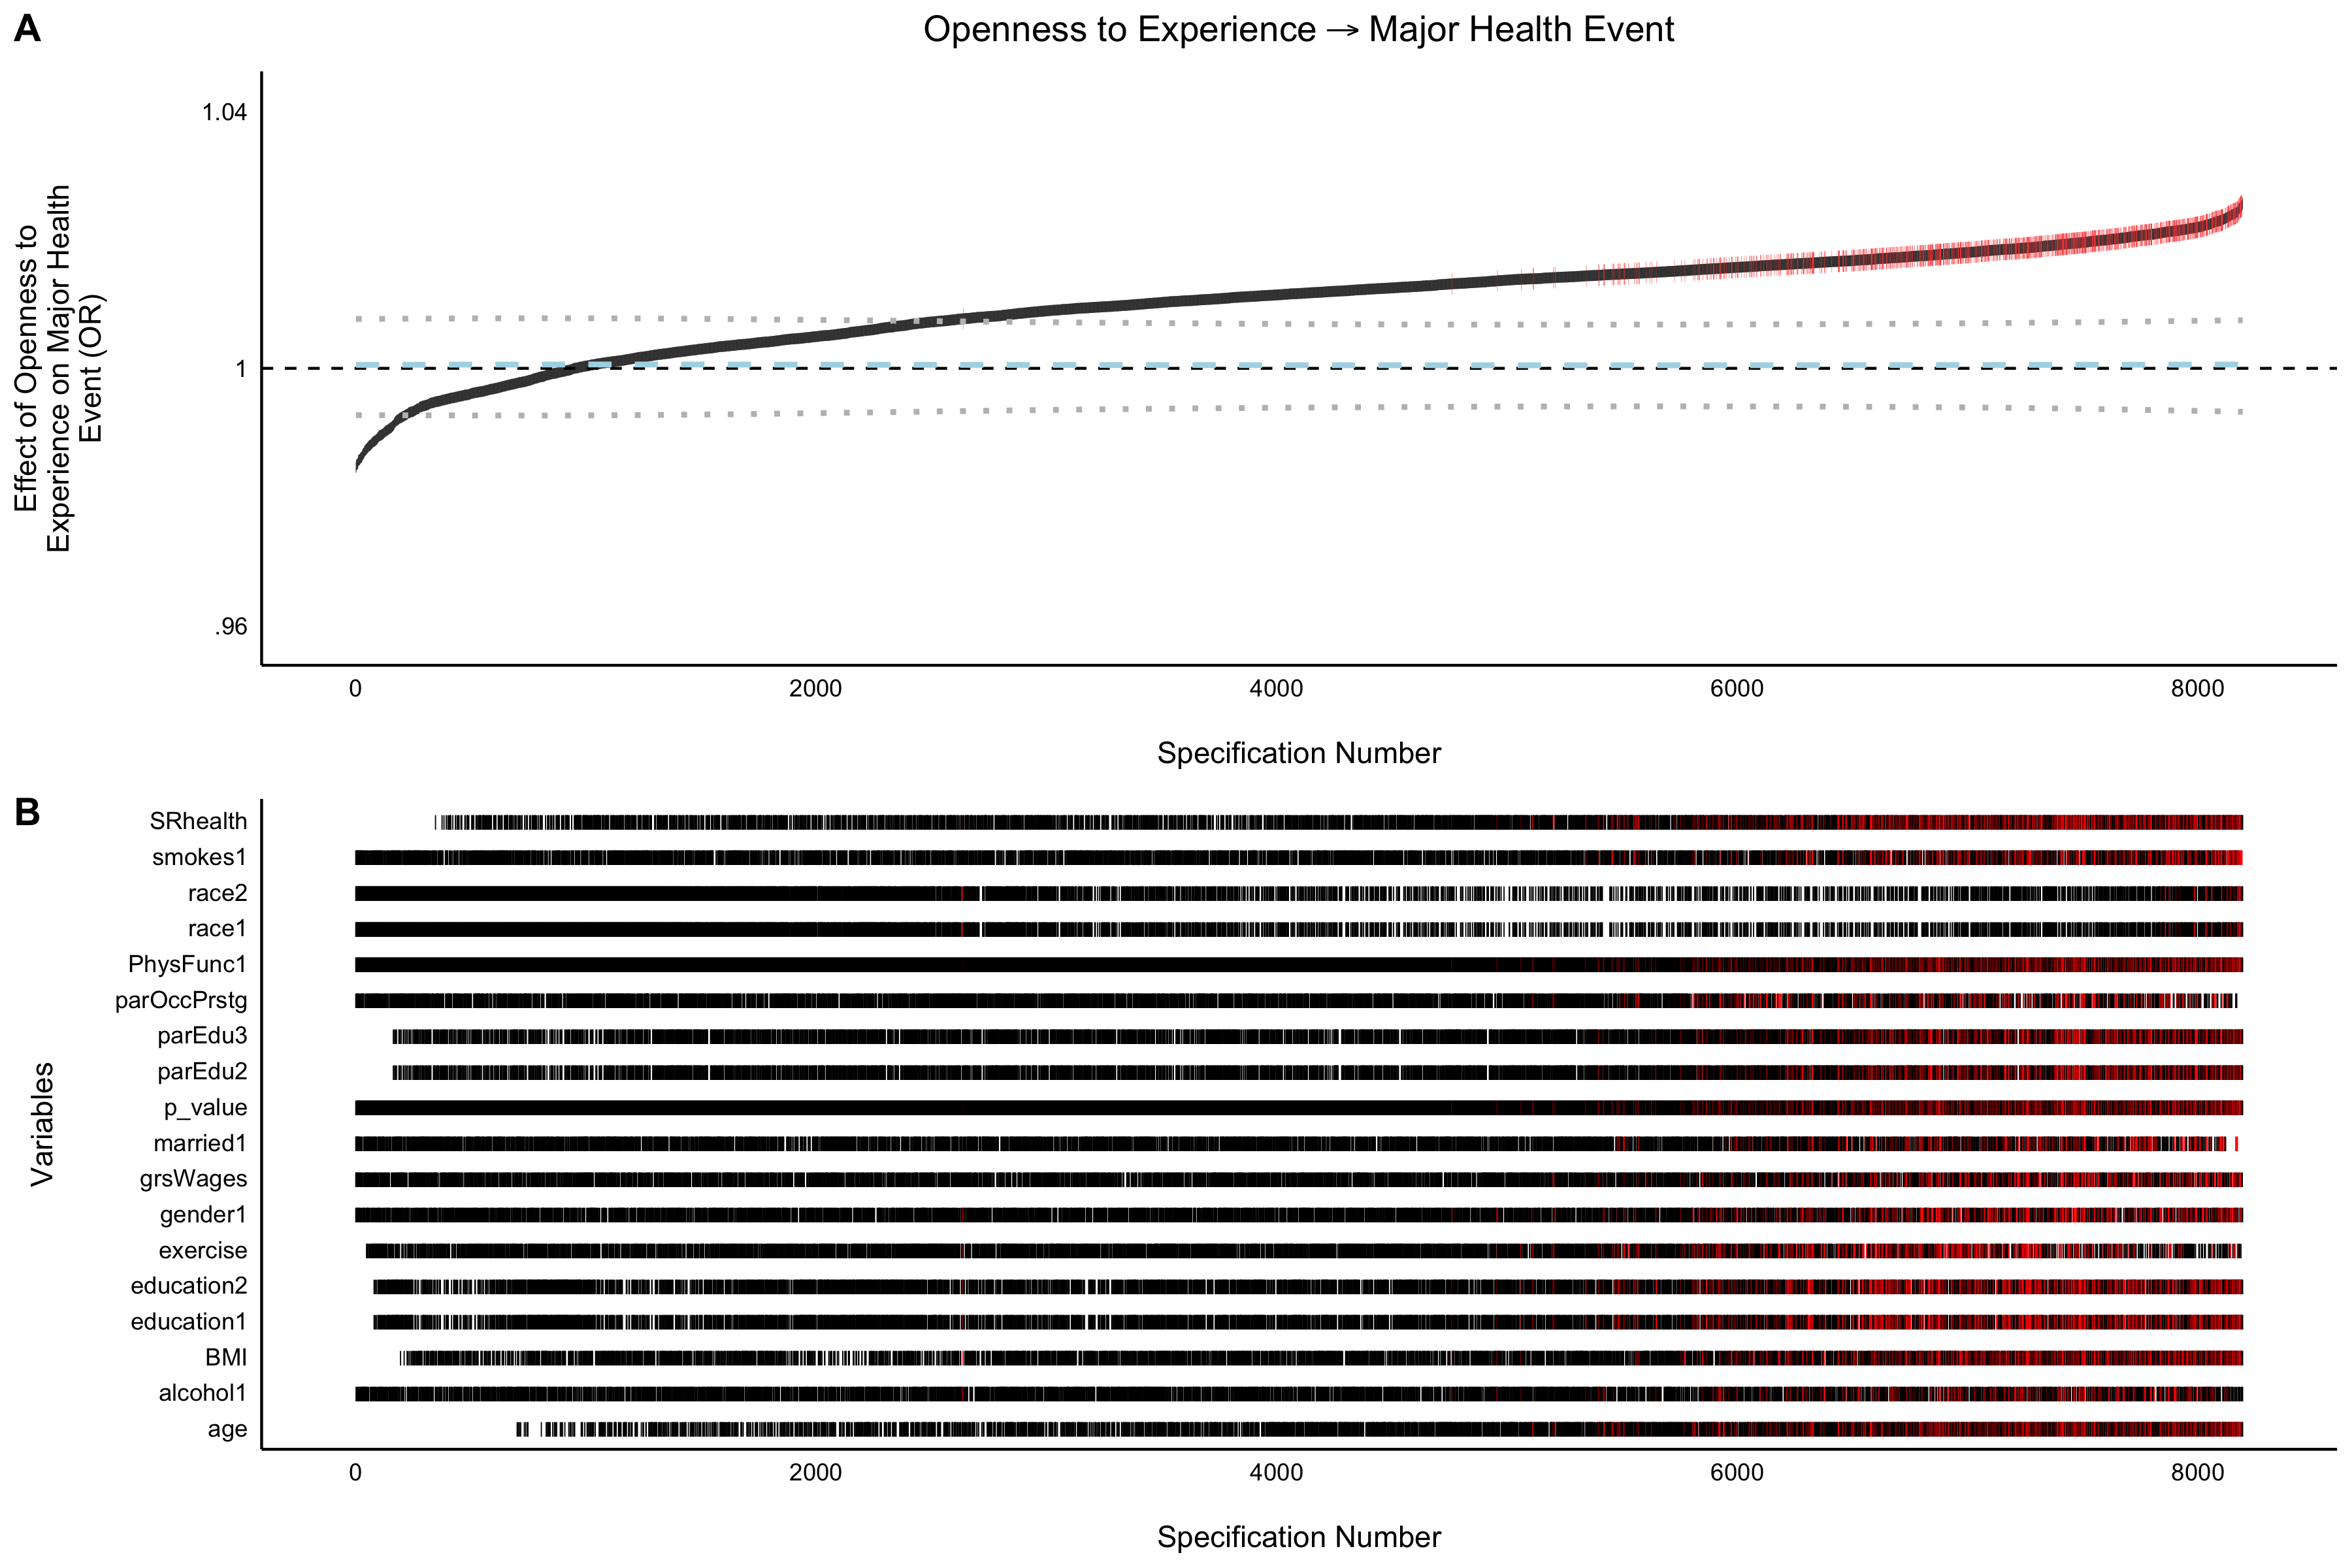 A
Openness to Experience → Major Health Event
Effect of Openness to
Experience on Major Health
Event (OR)
1.04
1
.96
0 2000 4000 6000 8000
Specification Number
B
Variables
SRhealth
smokes1
race2
race1
PhysFunc1
parOccPrstg
parEdu3
parEdu2
p_value
married1
grsWages
gender1
exercise
education2
education1
BMI
alcohol1
age
0 2000 4000 6000 8000
Specification Number